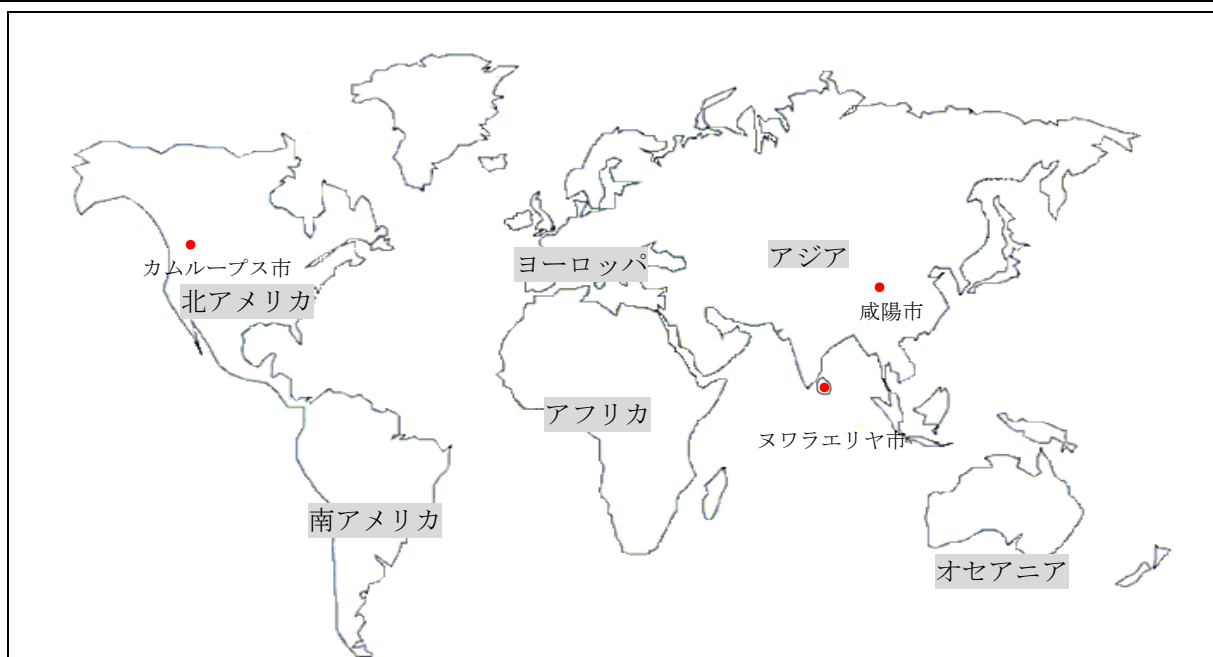 カムループス市
北アメリカ
ヨーロッパ
アジア
咸陽市
アフリカ
ヌワラエリヤ市
南アメリカ
オセアニア